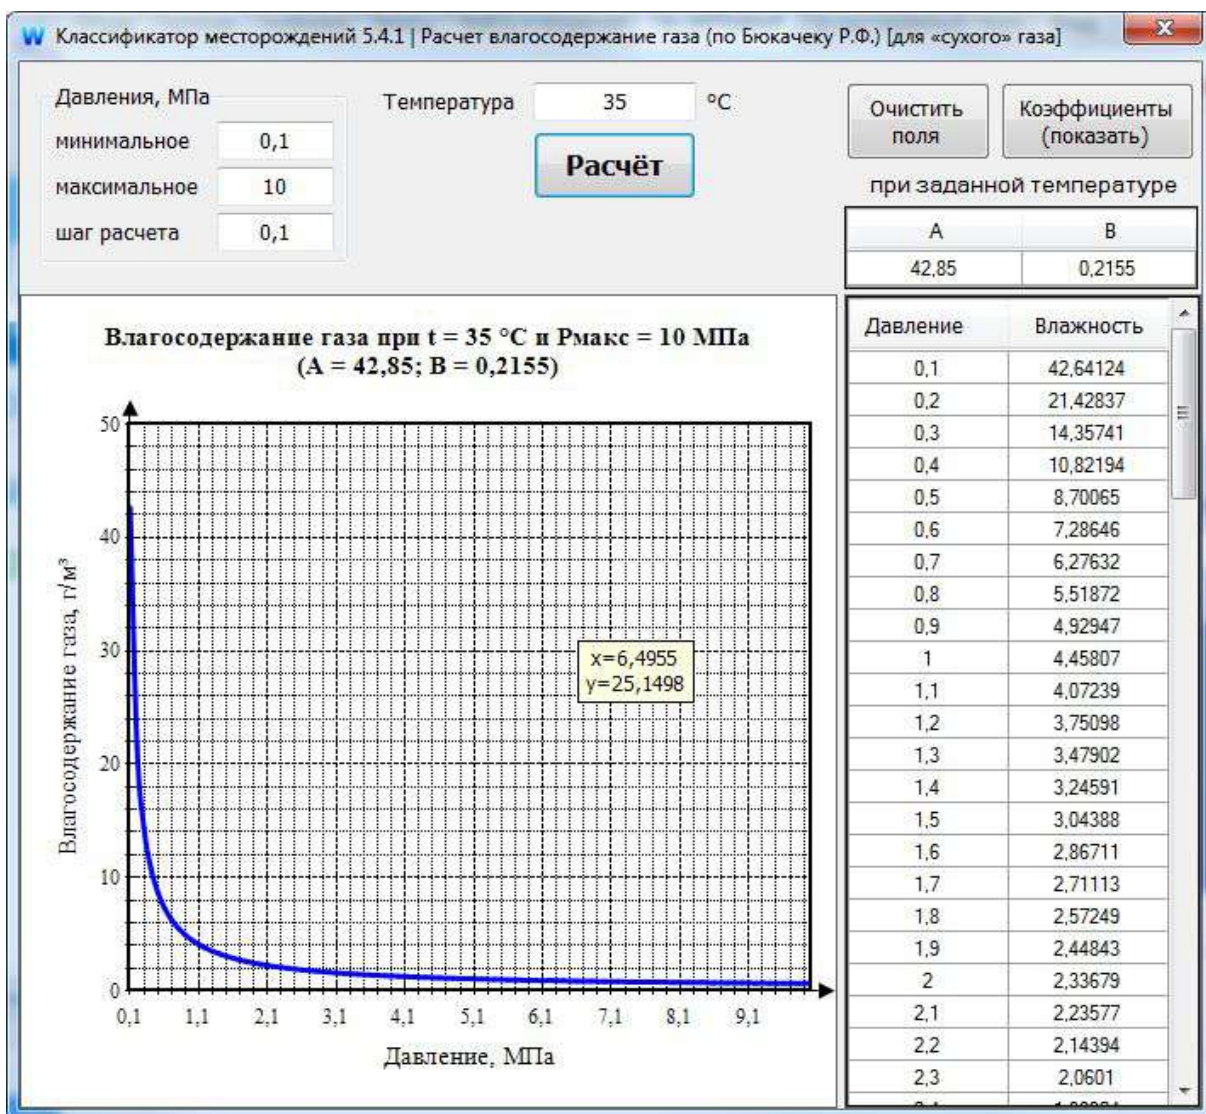 Классификатор месторождений 5.4.1 | Расчет влагосодержание газа (по Бюкачеку Р.Ф.) [для «сухого» газа]
Давления, МПа
минимальное 0,1
максимальное 10
шаг расчета 0,1
Температура 35 ºC
Расчёт
Очистить
поля
Коэффициенты
(показать)
при заданной температуре
A B
42,85 0,2155
Влагосодержание газа при t = 35 °C и Pмакс = 10 МПа
(A = 42,85; B = 0,2155)
50
40
30
20
10
0
Влагосодержание газа, г/м³
x=6,4955
y=25,1498
0,1 1,1 2,1 3,1 4,1 5,1 6,1 7,1 8,1 9,1
Давление, МПа
Давление Влажность
0,1 42,64124
0,2 21,42837
0,3 14,35741
0,4 10,82194
0,5 8,70065
0,6 7,28646
0,7 6,27632
0,8 5,51872
0,9 4,92947
1 4,45807
1,1 4,07239
1,2 3,75098
1,3 3,47902
1,4 3,24591
1,5 3,04388
1,6 2,86711
1,7 2,71113
1,8 2,57249
1,9 2,44843
2 2,33679
2,1 2,23577
2,2 2,14394
2,3 2,0601